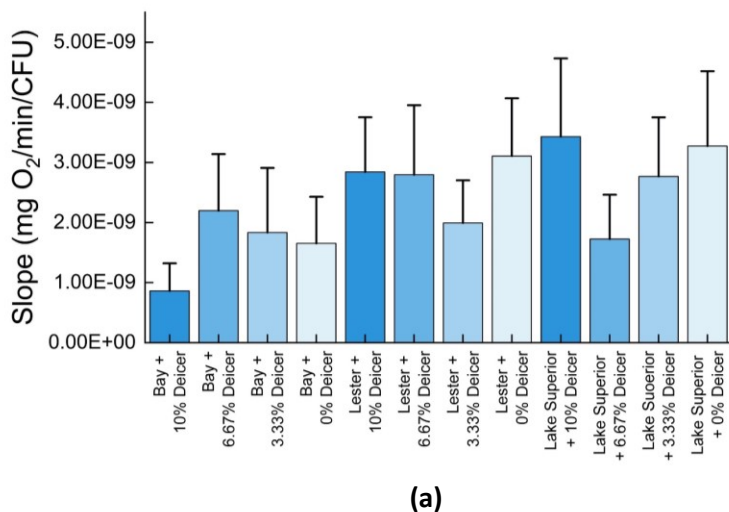 5.00E-09
4.00E-09
3.00E-09
2.00E-09
1.00E-09
0.00E+00
Slope (mg O₂/min/CFU)
Bay +
10% Deicer
Bay +
6.67% Deicer
Bay +
3.33% Deicer
Bay +
0% Deicer
Lester +
10% Deicer
Lester +
6.67% Deicer
Lester +
3.33% Deicer
Lester +
0% Deicer
Lake Superior
+ 10% Deicer
Lake Superior
+ 6.67% Deicer
Lake Suoerior
+ 3.33% Deicer
Lake Superior
+ 0% Deicer
(a)